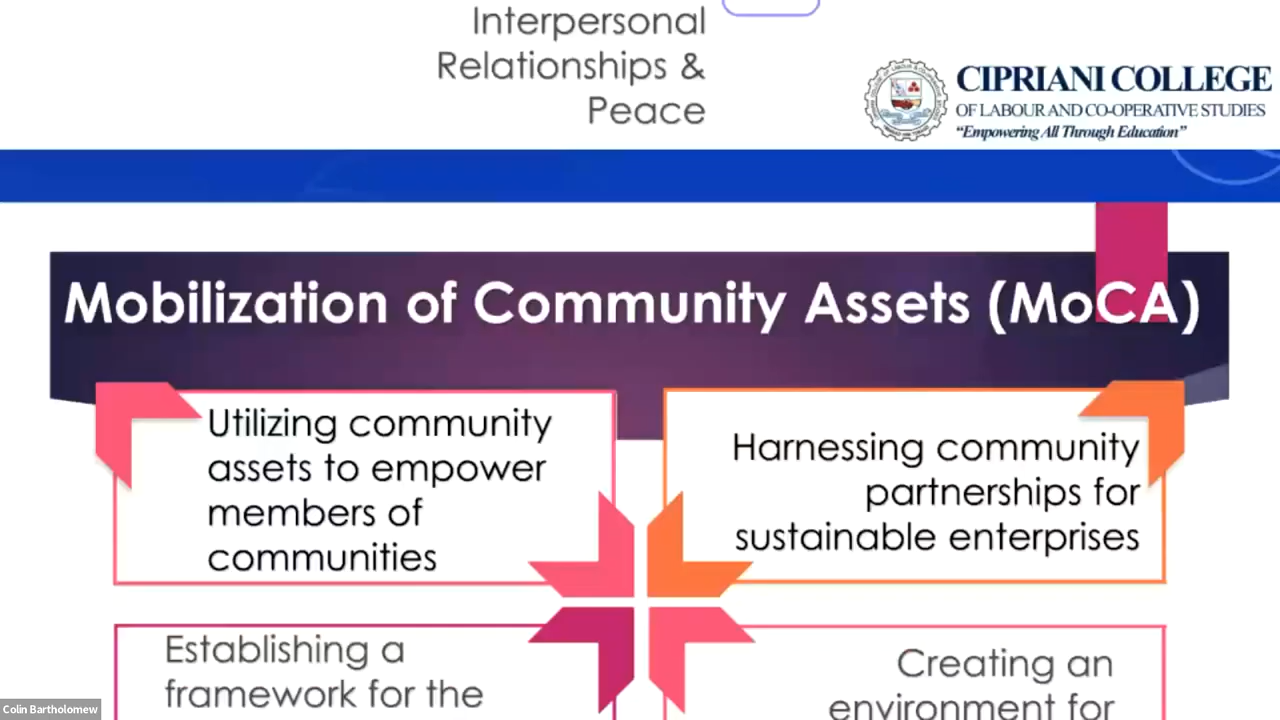 Interpersonal
Relationships &
Peace
CIPRIANI COLLEGE
OF LABOUR AND CO-OPERATIVE STUDIES
"Empowering All Through Education"
Mobilization of Community Assets (MoCA)
Utilizing community
assets to empower
members of
communities
Harnessing community
partnerships for
sustainable enterprises
Establishing a
framework for the
Creating an
environment for
Colin Bartholomew